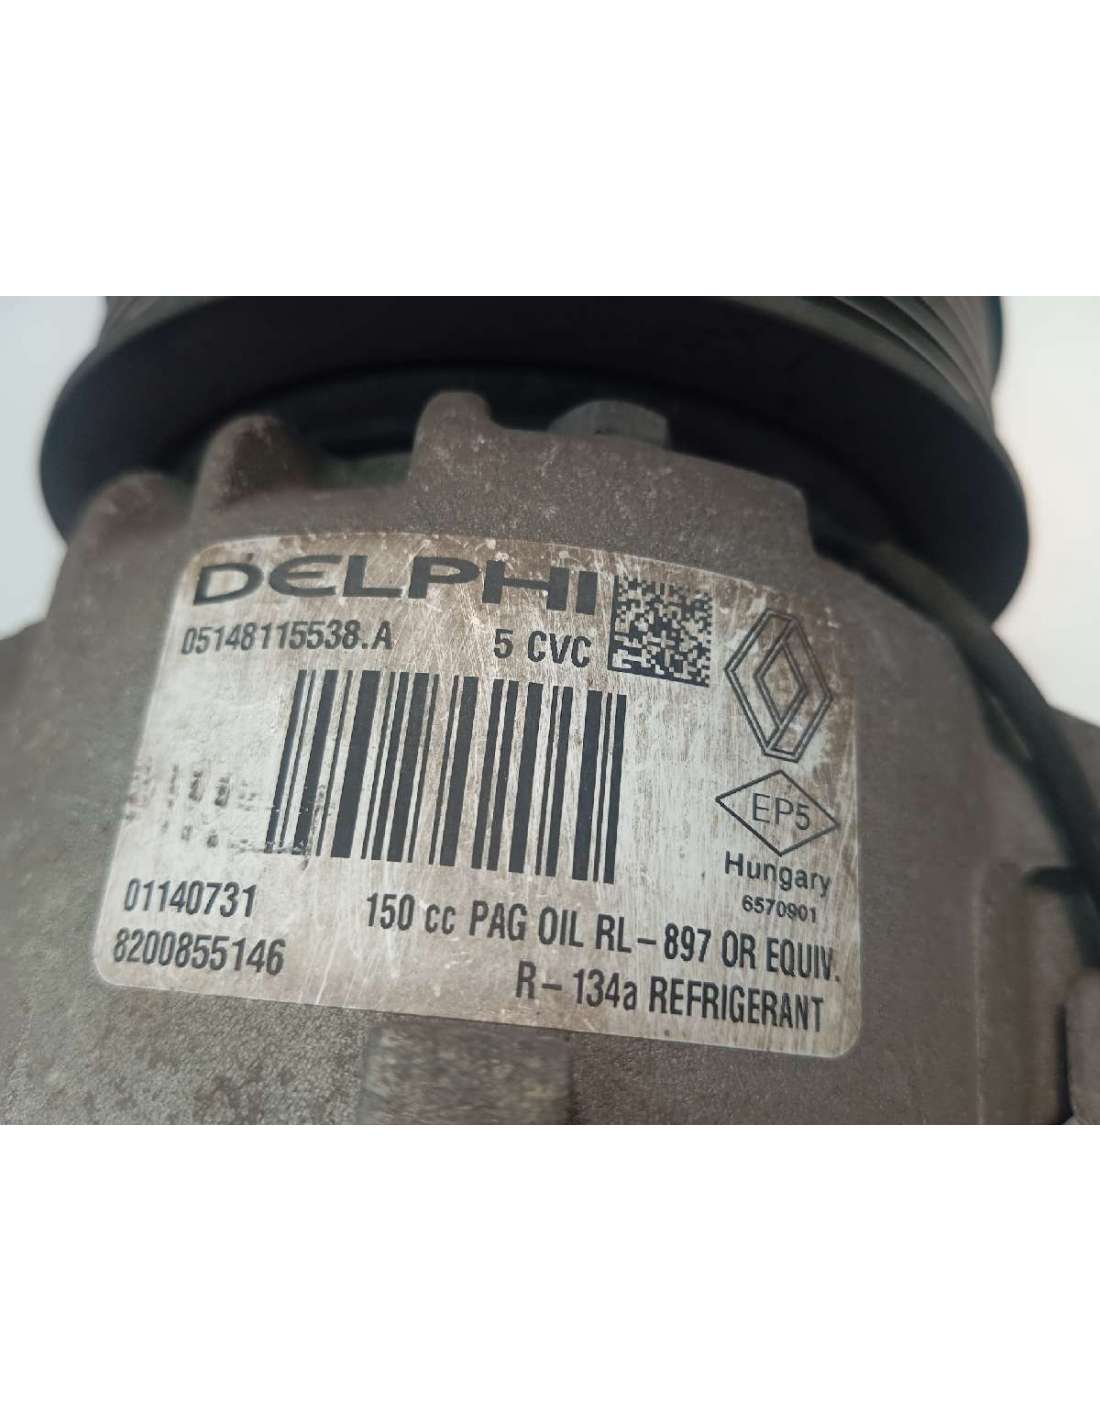 DELPHI
05148115538.A 5 CVC
EP5
Hungary
6570901
01140731 150 cc PAG OIL RL-897 OR EQUIV.
8200855146 R-134a REFRIGERANT